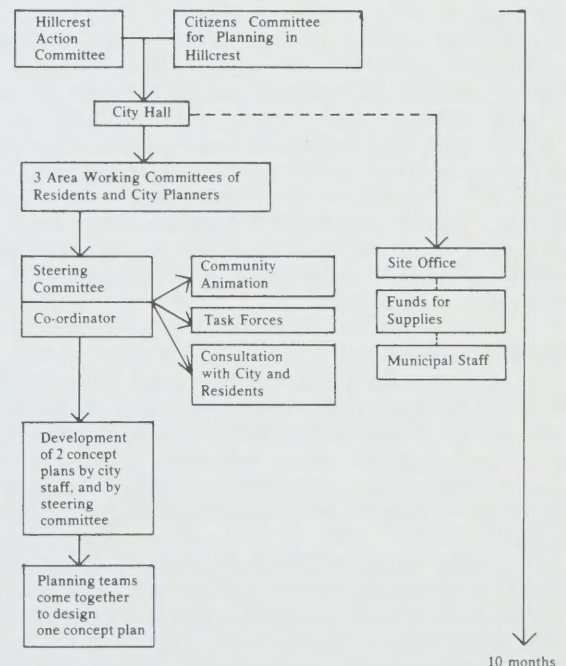 Hillcrest
Action
Committee
Citizens Committee
for Planning in
Hillcrest
City Hall
3 Area Working Committees of
Residents and City Planners
Steering
Committee
Co-ordinator
Community
Animation
Task Forces
Consultation
with City and
Residents
Site Office
Funds for
Supplies
Municipal Staff
Development
of 2 concept
plans by city
staff, and by
steering
committee
Planning teams
come together
to design
one concept plan
10 months